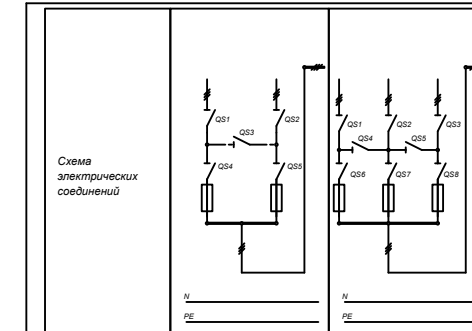 Схема
электрических
соединений
QS1
QS2
QS3
QS4
QS5
N
PE
QS1
QS2
QS3
QS4
QS5
QS6
QS7
QS8
N
PE